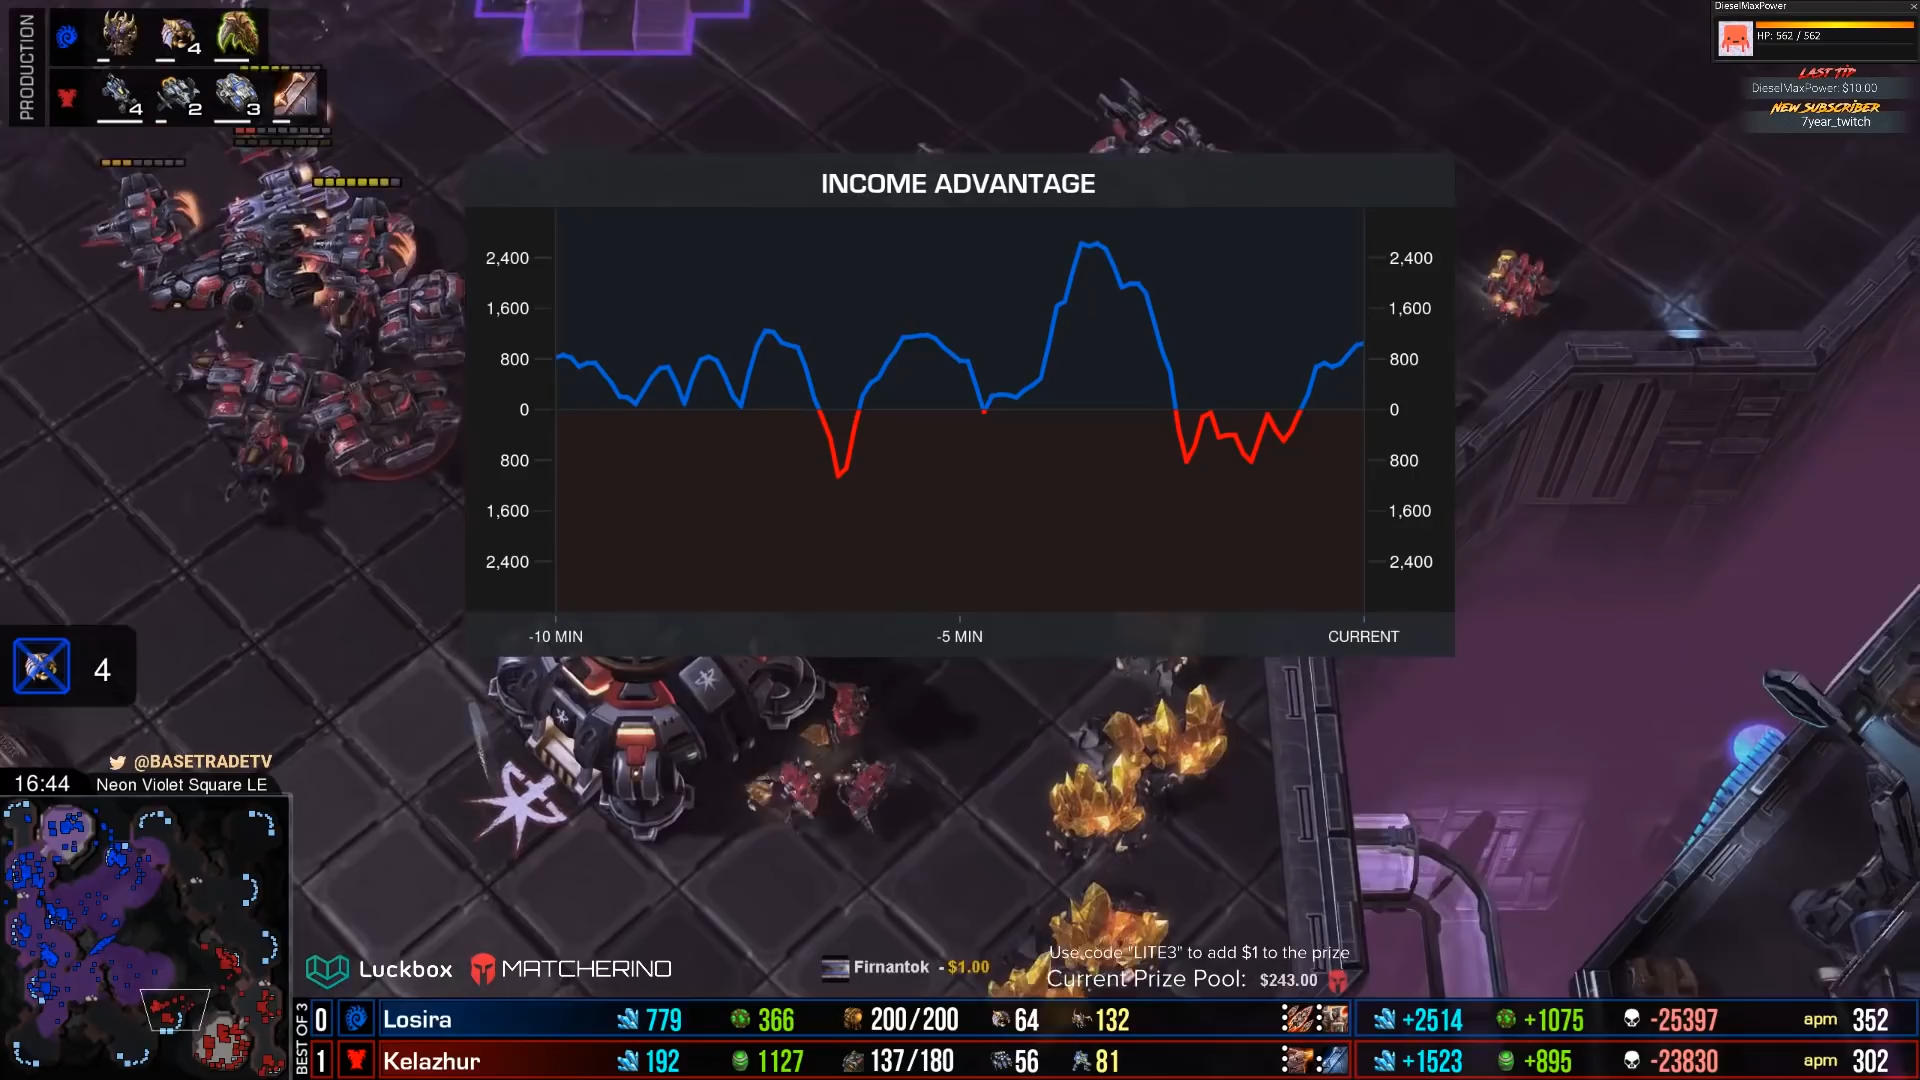 PRODUCTION
4
4
2
3
DieselMaxPower
HP: 562 / 562
LAST TIP
DieselMaxPower: $10.00
NEW SUBSCRIBER
7year_twitch
INCOME ADVANTAGE
2,400
2,400
1,600
1,600
800
800
0
0
800
800
1,600
1,600
2,400
2,400
-10 MIN
-5 MIN
CURRENT
4
@BASETRADETV
16:44 Neon Violet Square LE
Luckbox MATCHERINO
Firnantok - $1.00
Use code "LITE3" to add $1 to the prize
Current Prize Pool: $243.00
BEST OF 3
0 Losira 779 366 200/200 64 132 +2514 +1075 -25397 apm 352
1 Kelazhur 192 1127 137/180 56 81 +1523 +895 -23830 apm 302